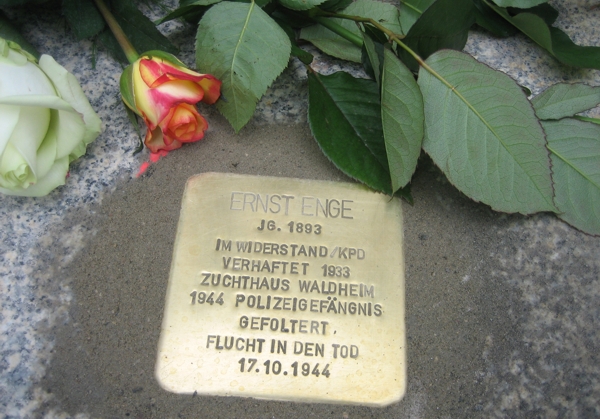 ERNST ENGE
JG. 1893
IM WIDERSTAND/KPD
VERHAFTET 1933
ZUCHTHAUS WALDHEIM
1944 POLIZEIGEFÄNGNIS
GEFOLTERT.
FLUCHT IN DEN TOD
17.10.1944